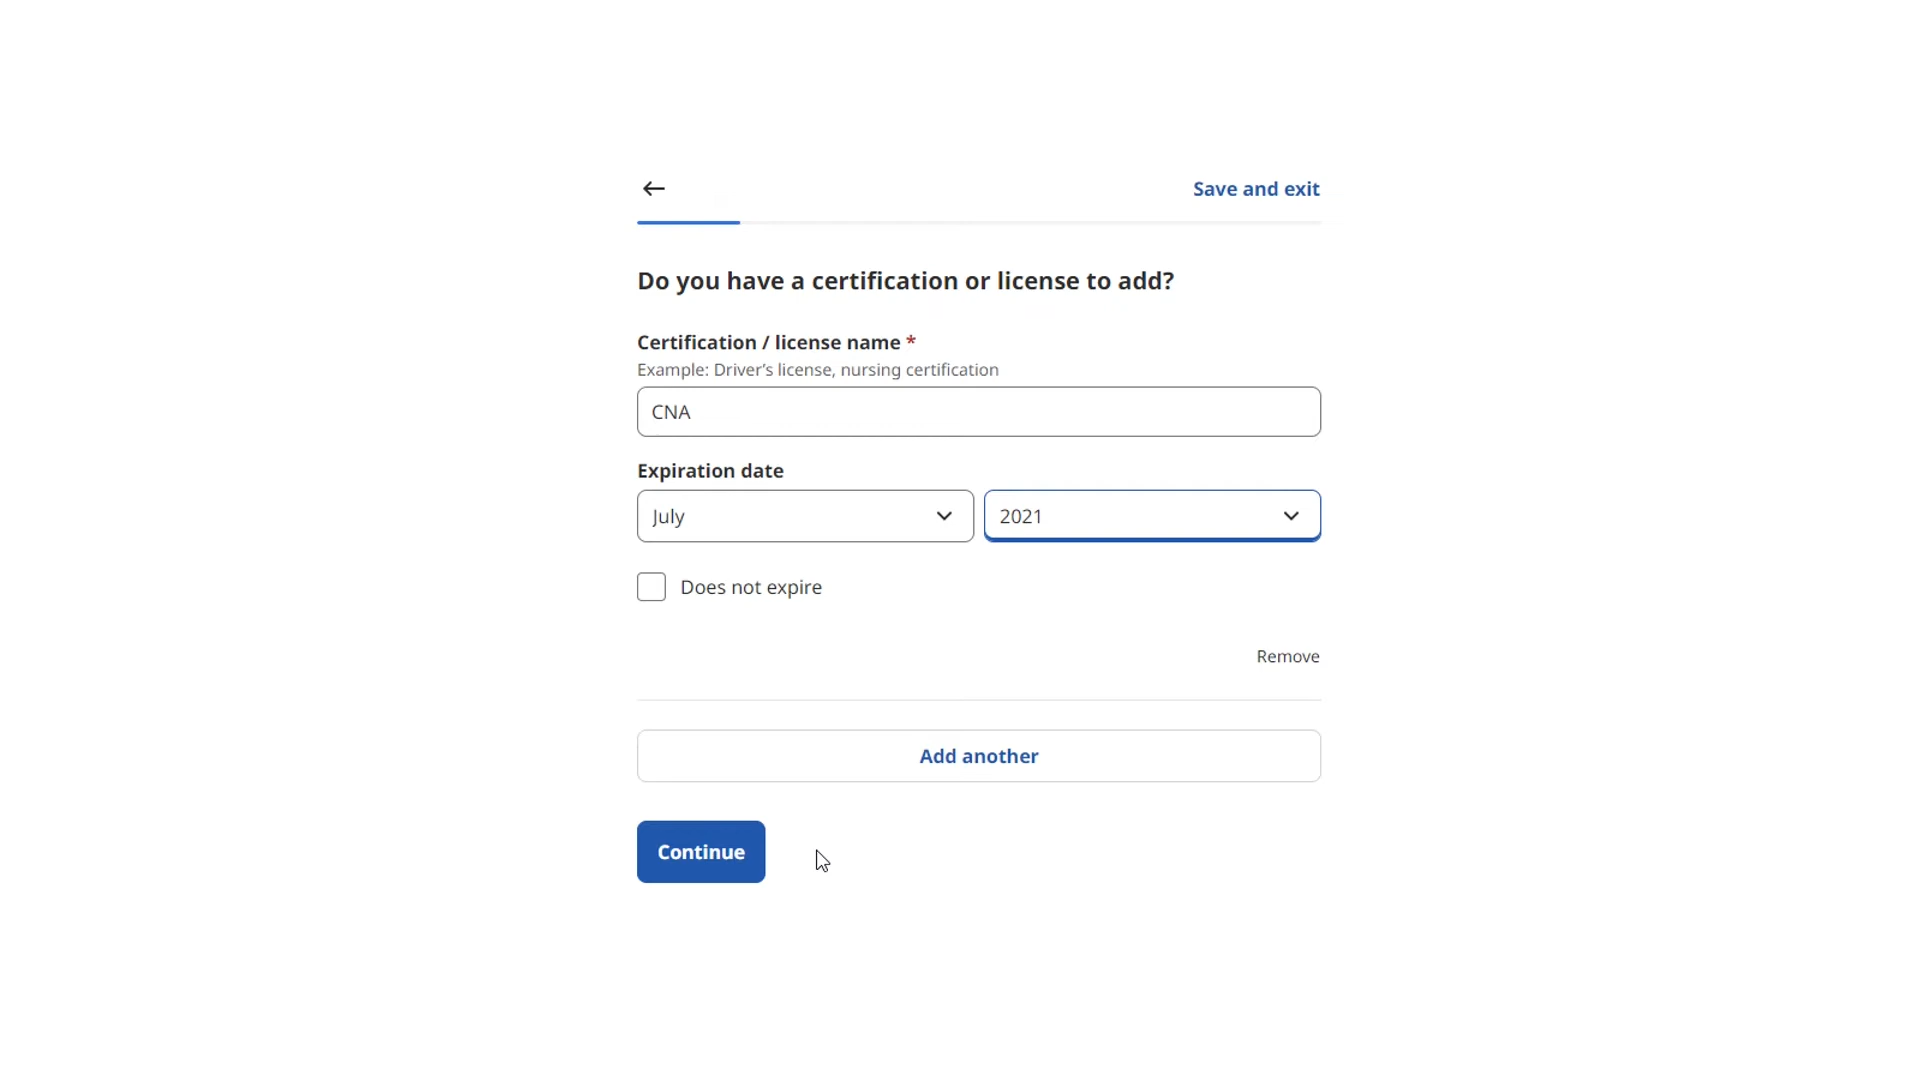 Save and exit
Do you have a certification or license to add?
Certification / license name *
Example: Driver's license, nursing certification
CNA
Expiration date
July 2021
Does not expire
Remove
Add another
Continue